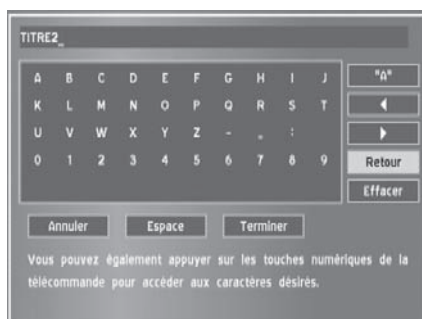 TITRE2_
A B C D E F G H I J "A"
K L M N O P Q R S T
U V W X Y Z - _ :
0 1 2 3 4 5 6 7 8 9 Retour
Effacer
Annuler Espace Terminer
Vous pouvez également appuyer sur les touches numériques de la
télécommande pour accéder aux caractères désirés.